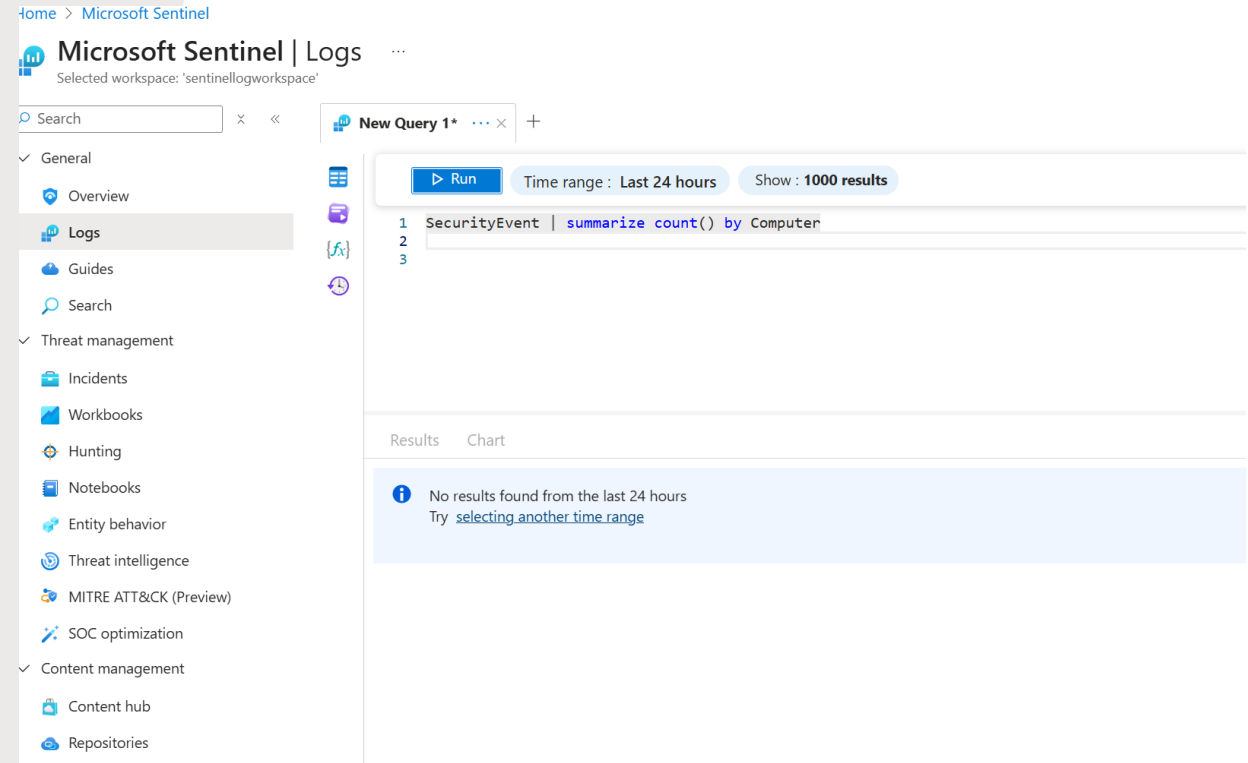 Home > Microsoft Sentinel
Microsoft Sentinel | Logs ...
Selected workspace: 'sentinellogworkspace'
Search
General
Overview
Logs
Guides
Search
Threat management
Incidents
Workbooks
Hunting
Notebooks
Entity behavior
Threat intelligence
MITRE ATT&CK (Preview)
SOC optimization
Content management
Content hub
Repositories
New Query 1* ... × +
Run Time range : Last 24 hours Show : 1000 results
{fx}
1 SecurityEvent | summarize count() by Computer
2
3
Results Chart
No results found from the last 24 hours
Try selecting another time range